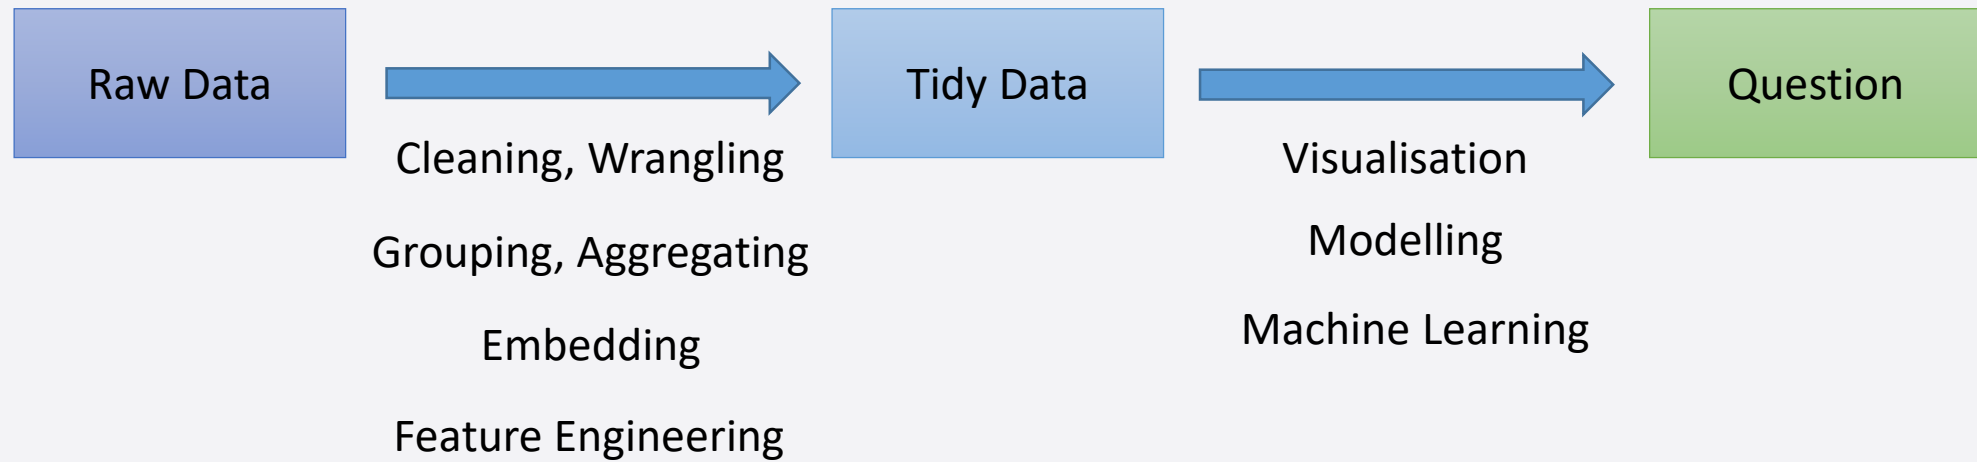 Raw Data
Tidy Data
Question
Cleaning, Wrangling
Grouping, Aggregating
Embedding
Feature Engineering
Visualisation
Modelling
Machine Learning